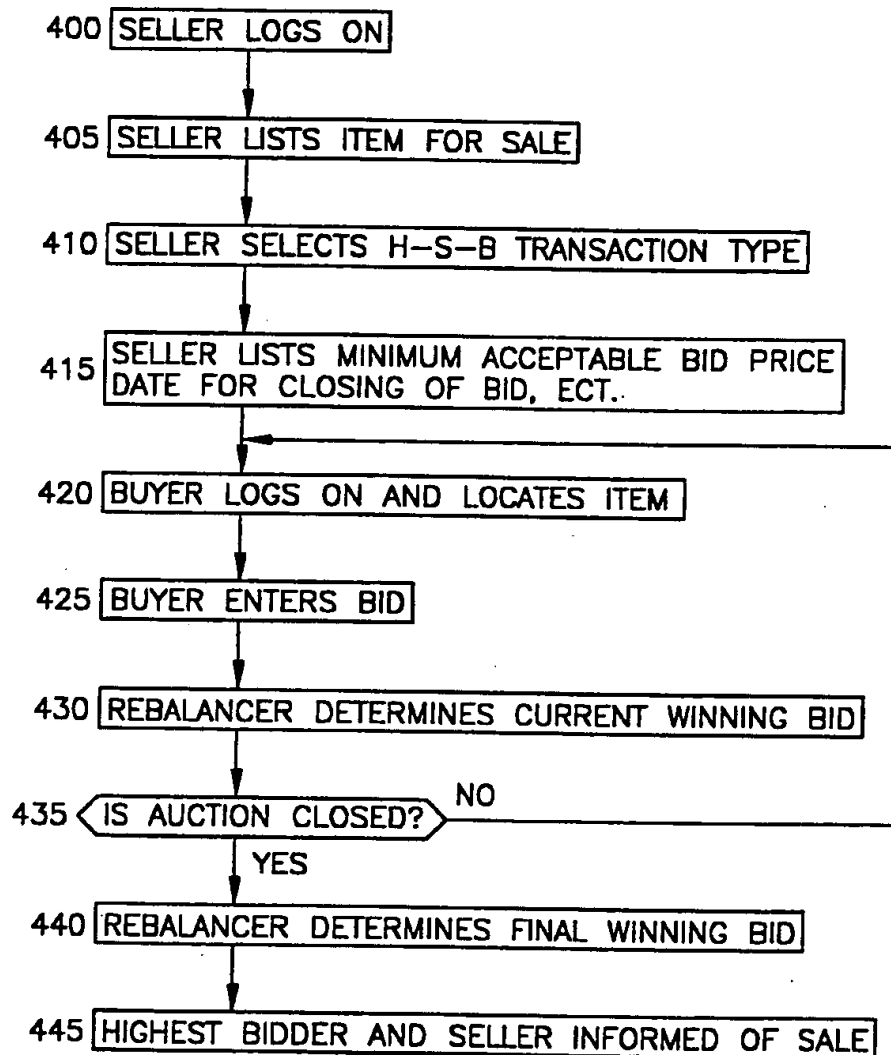 400 SELLER LOGS ON
405 SELLER LISTS ITEM FOR SALE
410 SELLER SELECTS H-S-B TRANSACTION TYPE
415 SELLER LISTS MINIMUM ACCEPTABLE BID PRICE
DATE FOR CLOSING OF BID, ECT.
420 BUYER LOGS ON AND LOCATES ITEM
425 BUYER ENTERS BID
430 REBALANCER DETERMINES CURRENT WINNING BID
435 IS AUCTION CLOSED? NO
YES
440 REBALANCER DETERMINES FINAL WINNING BID
445 HIGHEST BIDDER AND SELLER INFORMED OF SALE